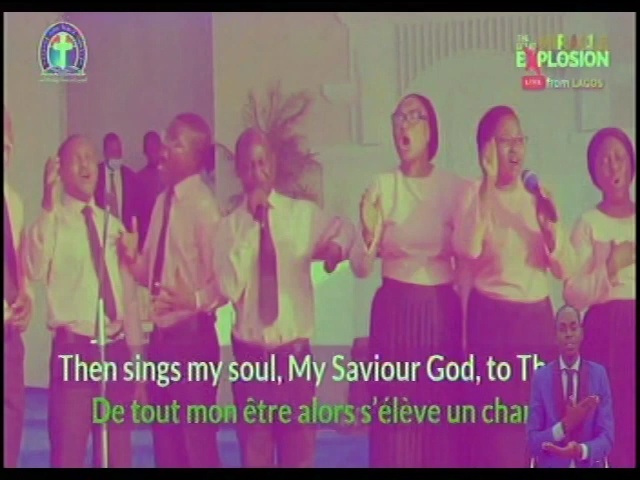 THE
EXPLOSION
LIVE from LAGOS
Then sings my soul, My Saviour God, to Th
De tout mon être alors s'élève un chan